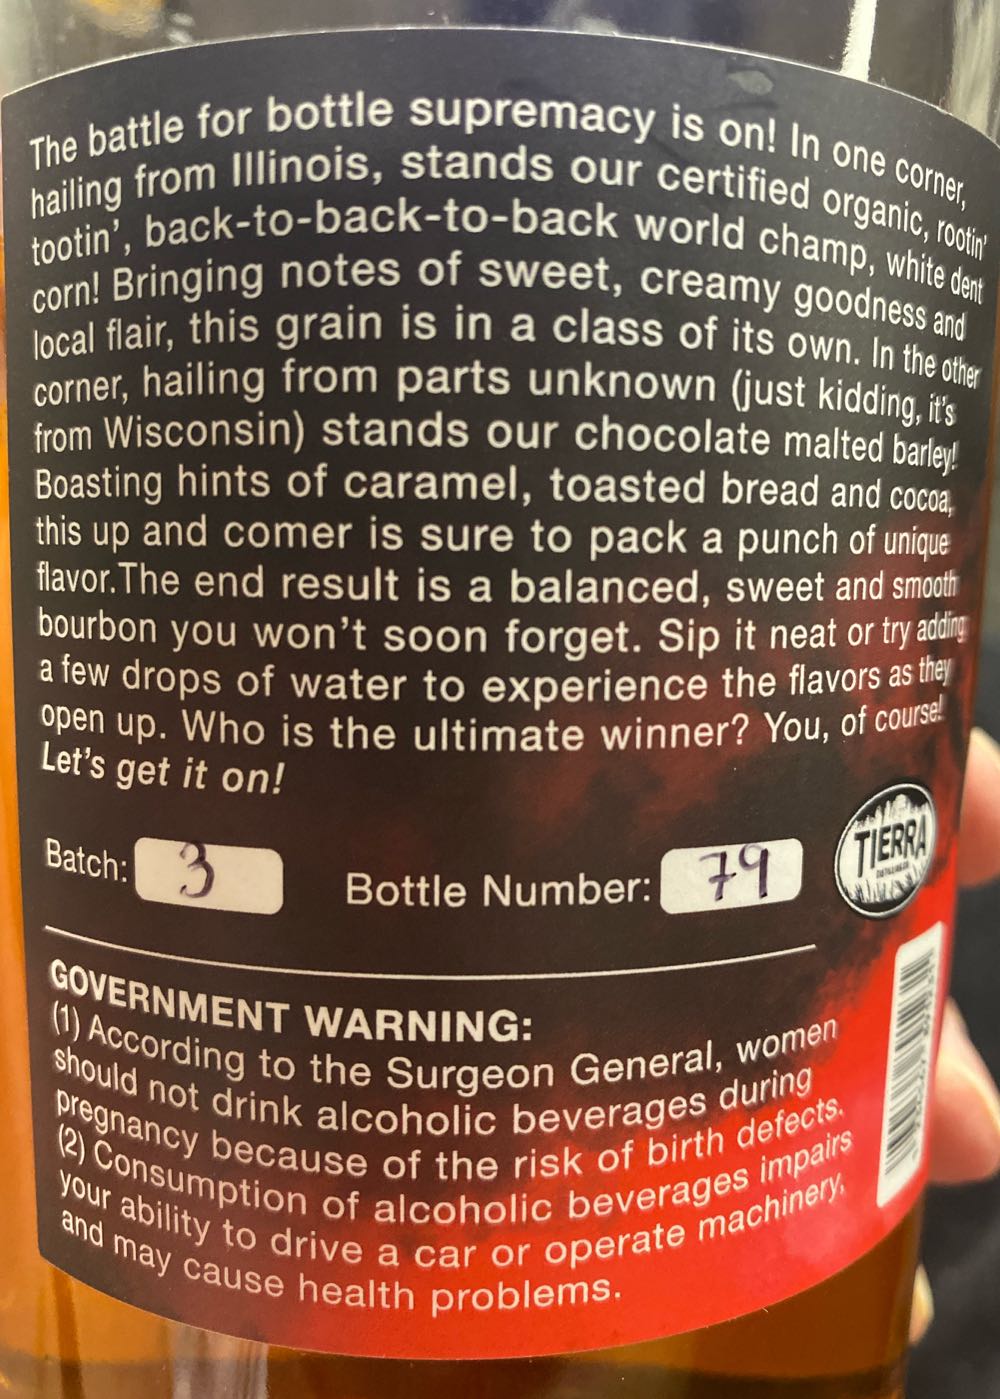 The battle for bottle supremacy is on! In one corner,
hailing from Illinois, stands our certified organic, rootin'
tootin', back-to-back-to-back world champ, white dent
corn! Bringing notes of sweet, creamy goodness and
local flair, this grain is in a class of its own. In the other
corner, hailing from parts unknown (just kidding, it's
from Wisconsin) stands our chocolate malted barley!
Boasting hints of caramel, toasted bread and cocoa,
this up and comer is sure to pack a punch of unique
flavor.The end result is a balanced, sweet and smooth
bourbon you won't soon forget. Sip it neat or try adding
a few drops of water to experience the flavors as they
open up. Who is the ultimate winner? You, of course!
Let's get it on!
Batch: 3 Bottle Number: 79
TIERRA
GOVERNMENT WARNING:
(1) According to the Surgeon General, women
should not drink alcoholic beverages during
pregnancy because of the risk of birth defects.
(2) Consumption of alcoholic beverages impairs
your ability to drive a car or operate machinery,
and may cause health problems.